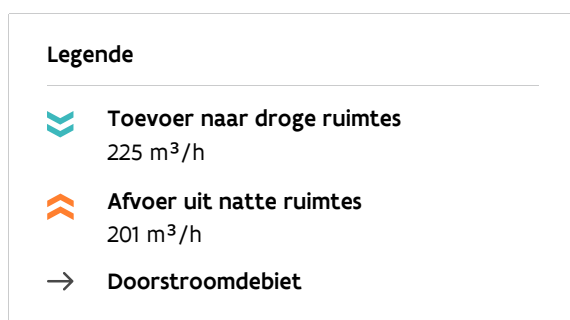 Legende
Toevoer naar droge ruimtes
225 m³/h
Afvoer uit natte ruimtes
201 m³/h
Doorstroomdebiet